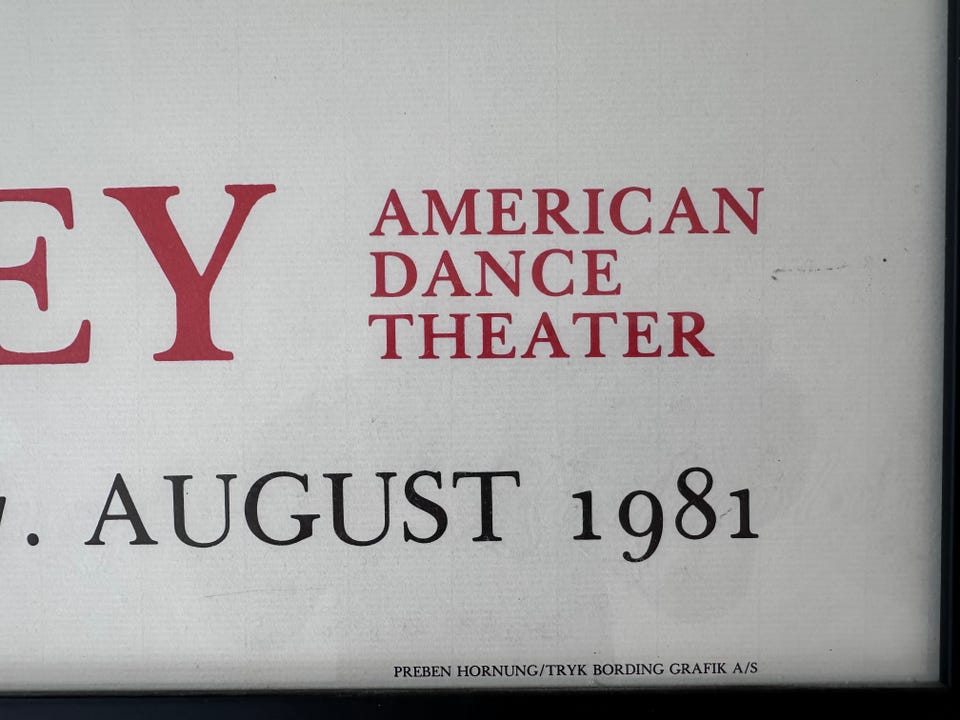 EY AMERICAN
DANCE
THEATER
. AUGUST 1981
PREBEN HORNUNG/TRYK BORDING GRAFIK A/S